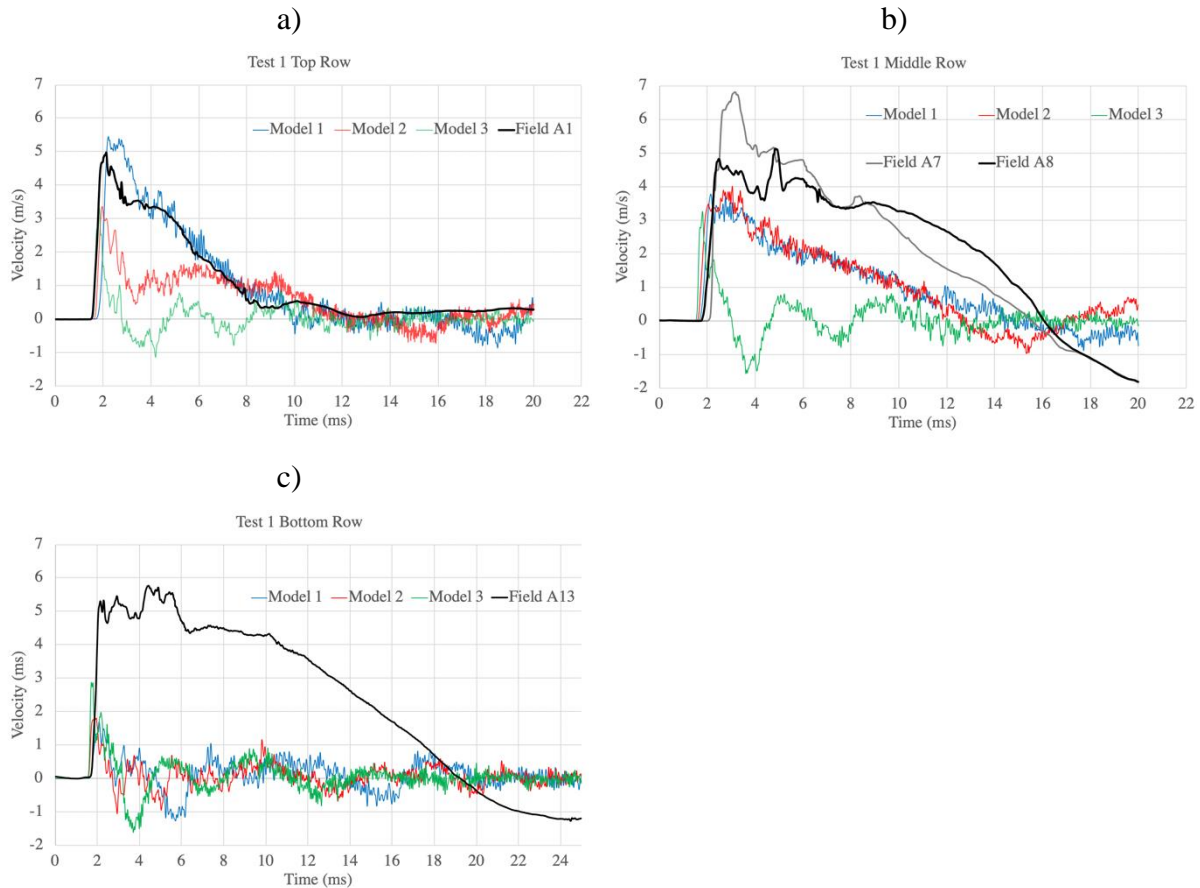 a)
Test 1 Top Row
7
6
5
4
3
2
1
0
-1
-2
Velocity (m/s)
Model 1 Model 2 Model 3 Field A1
0 2 4 6 8 10 12 14 16 18 20 22
Time (ms)
b)
Test 1 Middle Row
7
6
5
4
3
2
1
0
-1
-2
Velocity (m/s)
Model 1 Model 2 Model 3
Field A7 Field A8
0 2 4 6 8 10 12 14 16 18 20 22
Time (ms)
c)
Test 1 Bottom Row
7
6
5
4
3
2
1
0
-1
-2
Velocity (ms)
Model 1 Model 2 Model 3 Field A13
0 2 4 6 8 10 12 14 16 18 20 22 24
Time (ms)